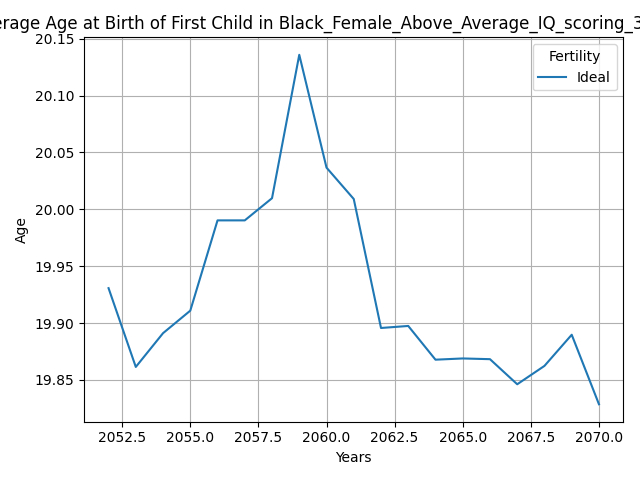 erage Age at Birth of First Child in Black_Female_Above_Average_IQ_scoring_3
20.15
20.10
20.05
20.00
19.95
19.90
19.85
Age
Fertility
Ideal
2052.5 2055.0 2057.5 2060.0 2062.5 2065.0 2067.5 2070.0
Years